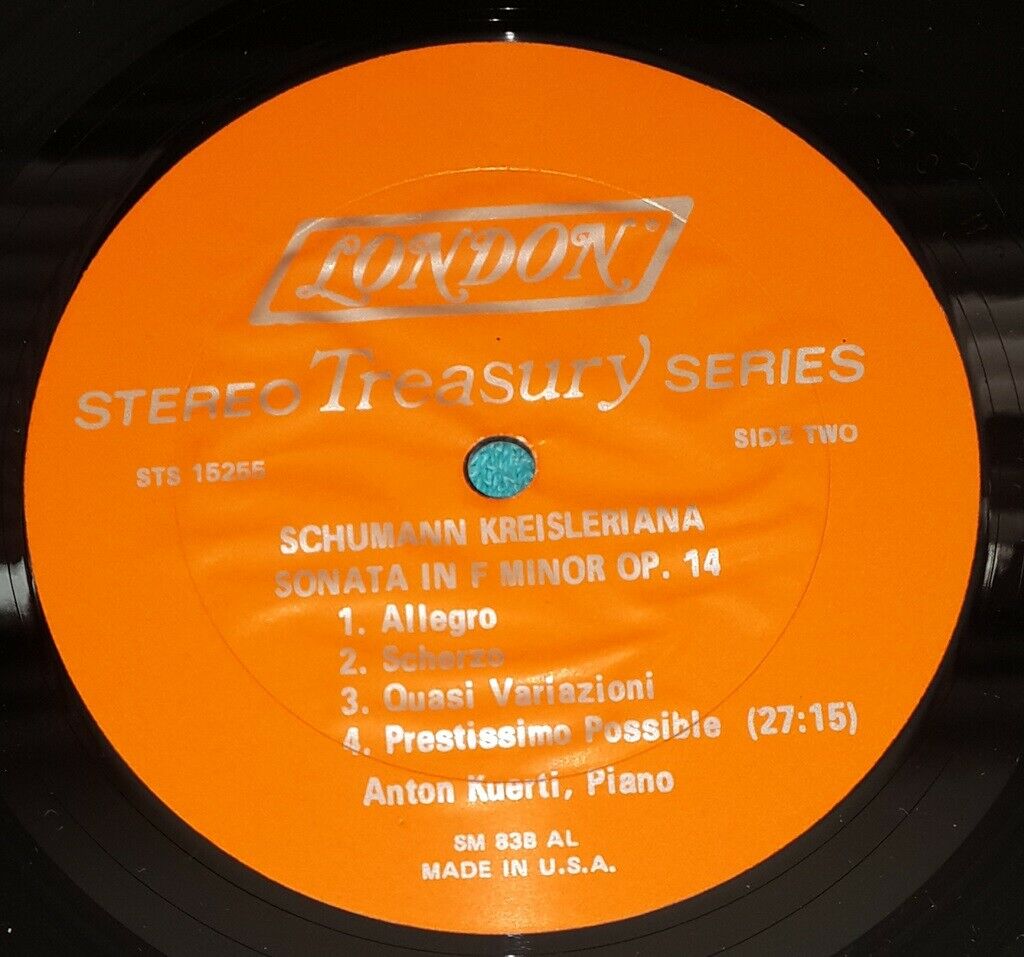 LONDON
STEREO Treasury SERIES
SIDE TWO
STS 15255
SCHUMANN KREISLERIANA
SONATA IN F MINOR OP. 14
1. Allegro
2. Scherzo
3. Quasi Variazioni
4. Prestissimo Possible (27:15)
Anton Kuerti, Piano
SM 83B AL
MADE IN U.S.A.